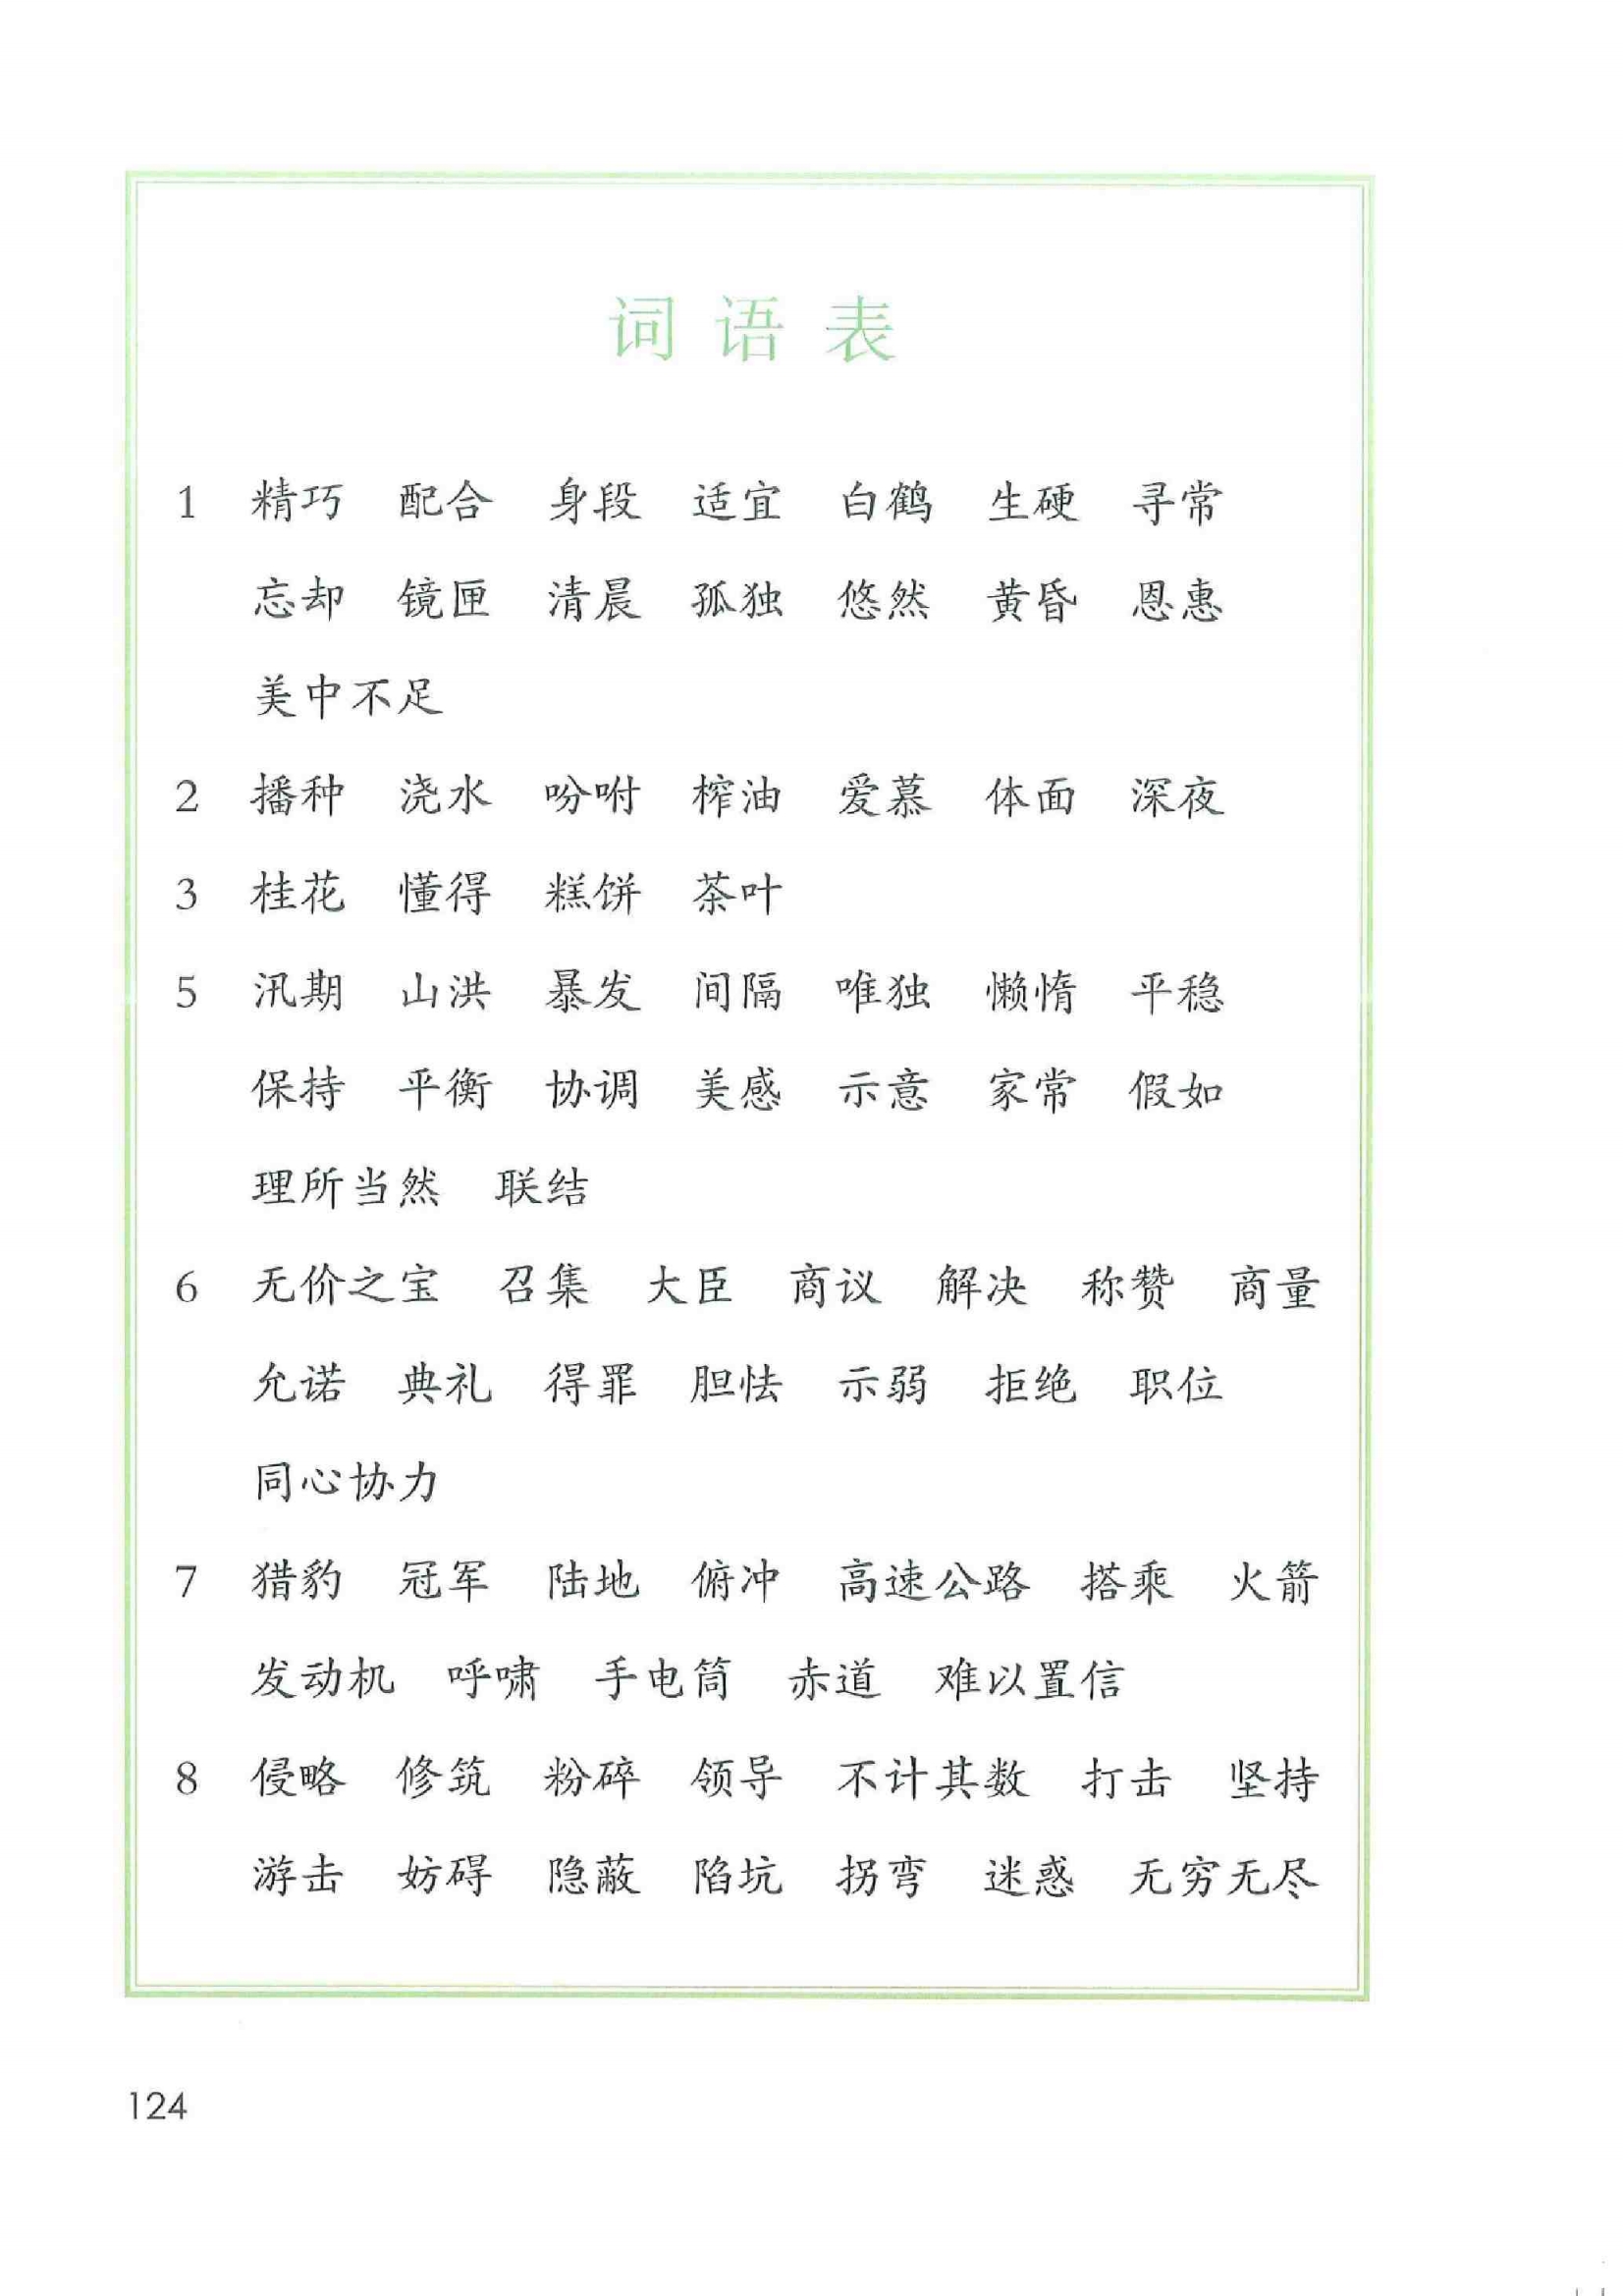 词语表
1 精巧 配合 身段 适宜 白鹤 生硬 寻常
忘却 镜匣 清晨 孤独 悠然 黄昏 恩惠
美中不足
2 播种 浇水 吩咐 榨油 爱慕 体面 深夜
3 桂花 懂得 糕饼 茶叶
5 汛期 山洪 暴发 间隔 唯独 懒惰 平稳
保持 平衡 协调 美感 示意 家常 假如
理所当然 联结
6 无价之宝 召集 大臣 商议 解决 称赞 商量
允诺 典礼 得罪 胆怯 示弱 拒绝 职位
同心协力
7 猎豹 冠军 陆地 俯冲 高速公路 搭乘 火箭
发动机 呼啸 手电筒 赤道 难以置信
8 侵略 修筑 粉碎 领导 不计其数 打击 坚持
游击 妨碍 隐蔽 陷坑 拐弯 迷惑 无穷无尽
124